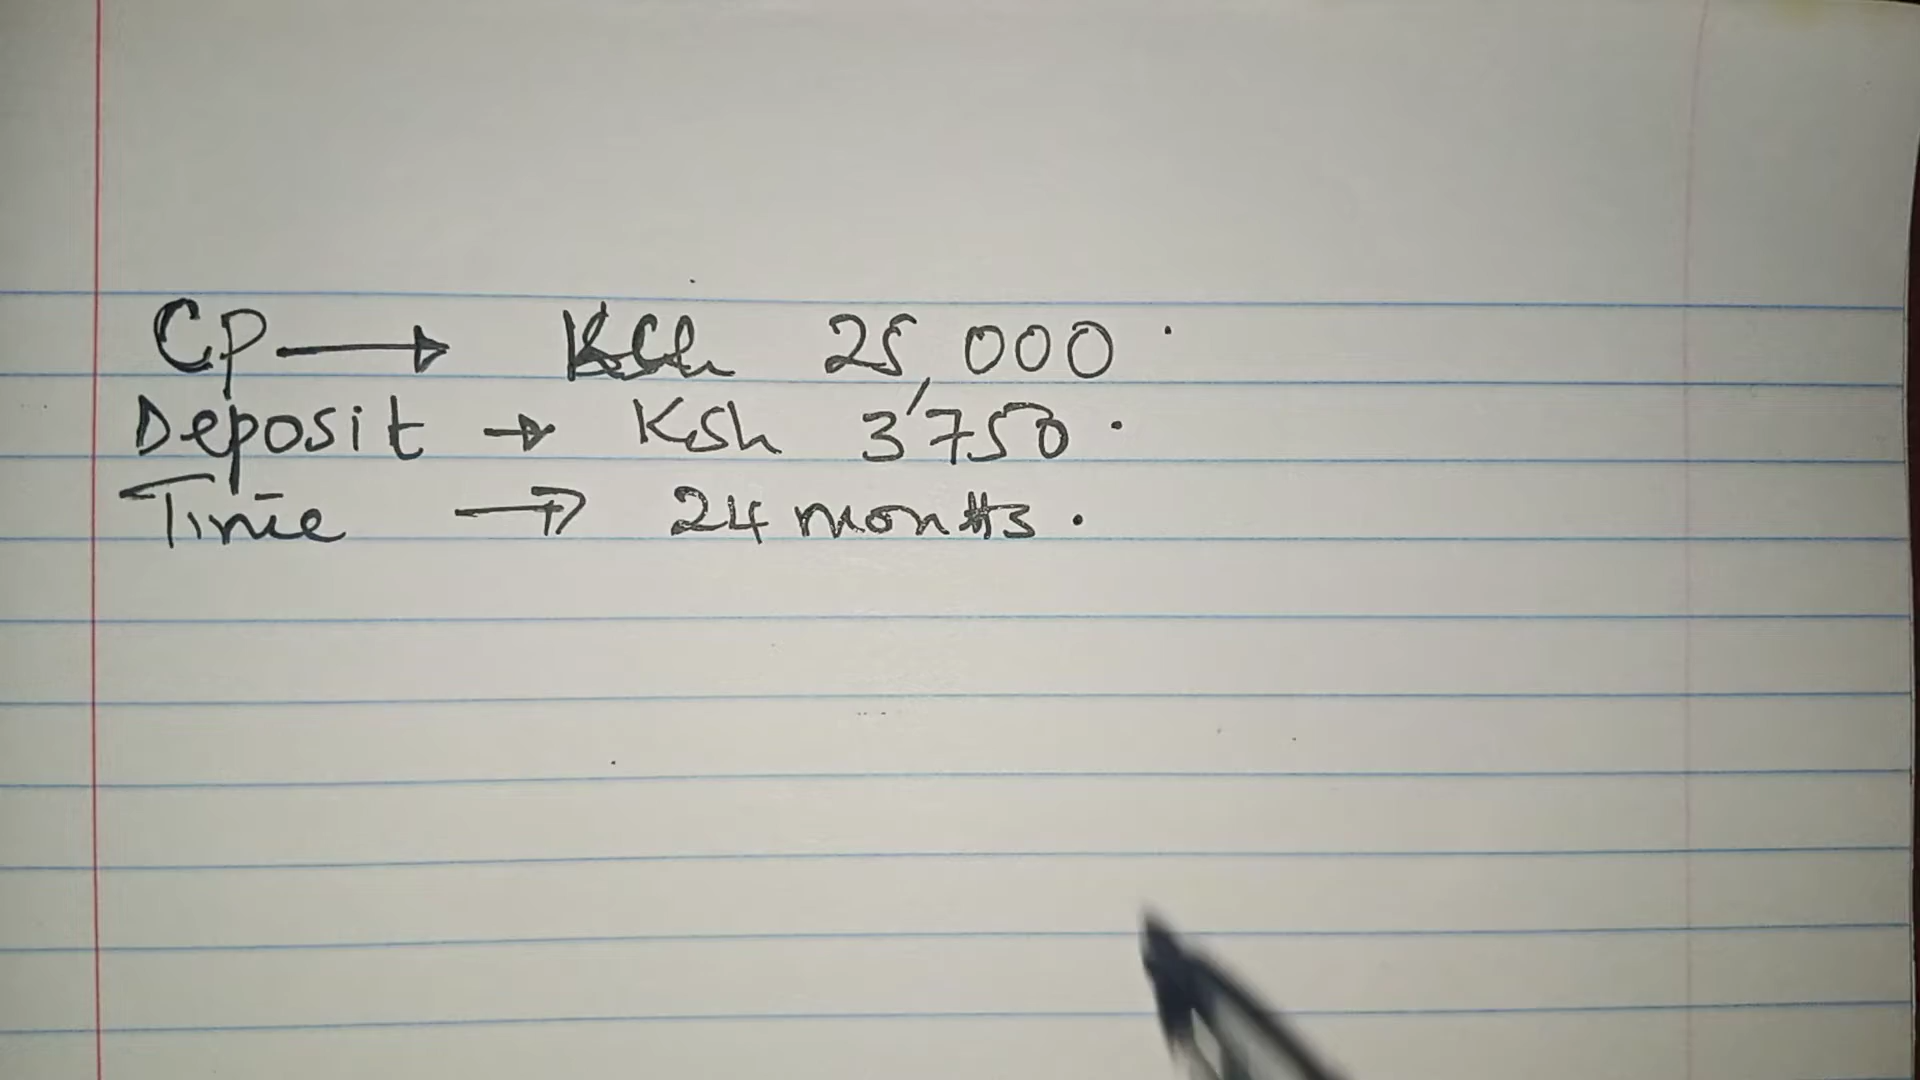 CP → Ksh 25,000.
Deposit → Ksh 3'750.
Time → 24 months.